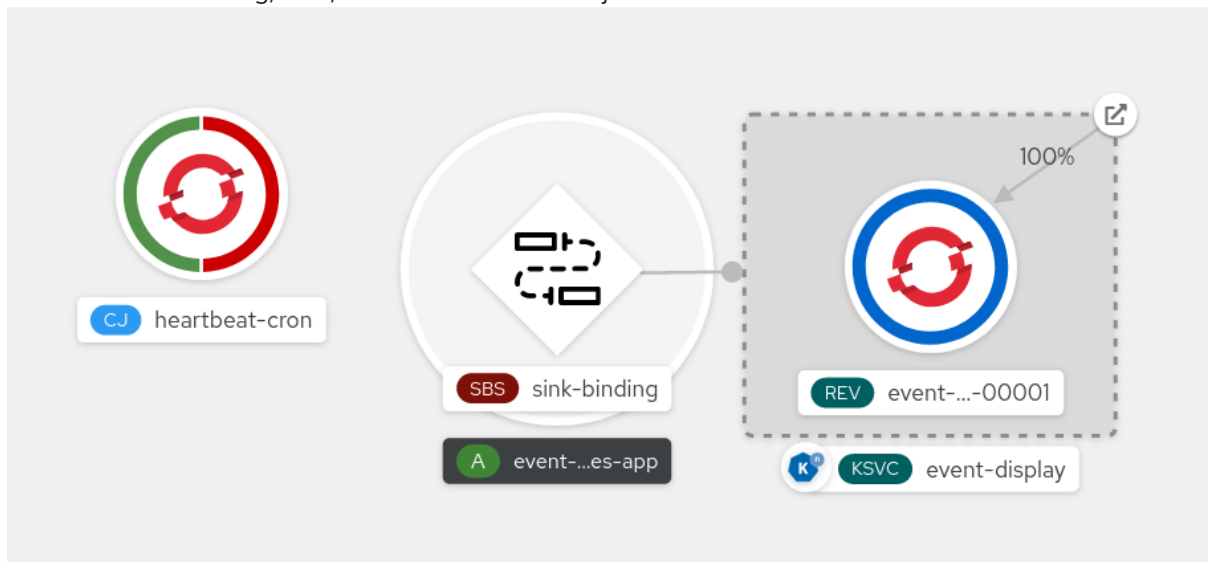 100%
CJ heartbeat-cron
SBS sink-binding
REV event-...-00001
A event-...es-app
KSVC event-display